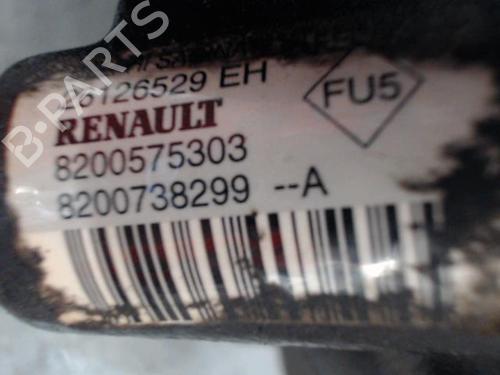 6126529 EH
RENAULT
FU5
8200575303
8200738299 --A
B-PARTS